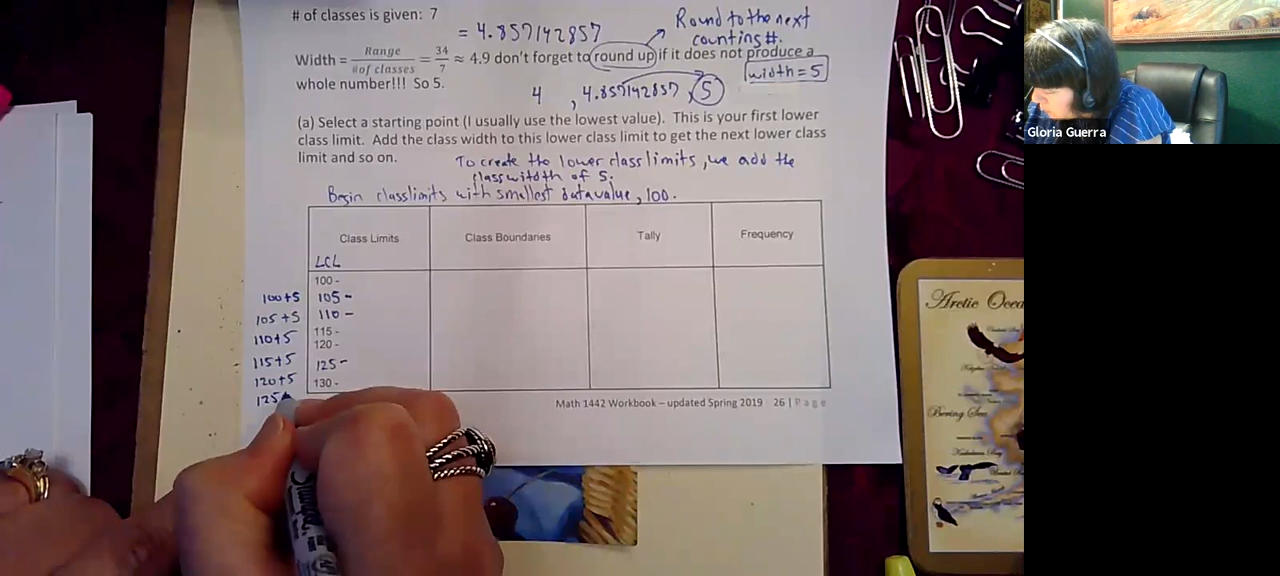 # of classes is given: 7
= 4.857142857
Round to the next
counting #.
Width = Range / # of classes = 34 / 7 ≈ 4.9 don't forget to round up if it does not produce a
whole number!!! So 5.
width = 5
4 , 4.857142857 , 5
(a) Select a starting point (I usually use the lowest value). This is your first lower
class limit. Add the class width to this lower class limit to get the next lower class
limit and so on.
To create the lower class limits, we add the
class witdth of 5.
Begin class limits with smallest data value, 100.
Class Limits Class Boundaries Tally Frequency
LCL
100 -
100+5 105 -
105+5 110 -
110+5 115 -
120 -
115+5 125 -
120+5 130 -
125
Math 1442 Workbook – updated Spring 2019 26 | Page
Gloria Guerra
Arctic Ocea
Bering Sea